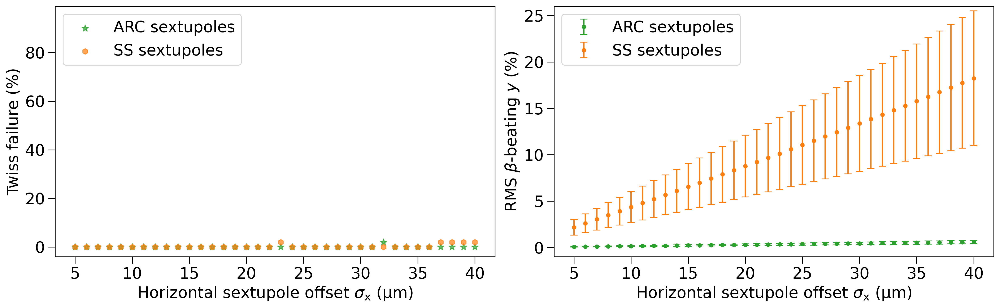 ARC sextupoles
SS sextupoles
Twiss failure (%)
80
60
40
20
0
5 10 15 20 25 30 35 40
Horizontal sextupole offset σx (μm)
ARC sextupoles
SS sextupoles
RMS β-beating y (%)
25
20
15
10
5
0
5 10 15 20 25 30 35 40
Horizontal sextupole offset σx (μm)